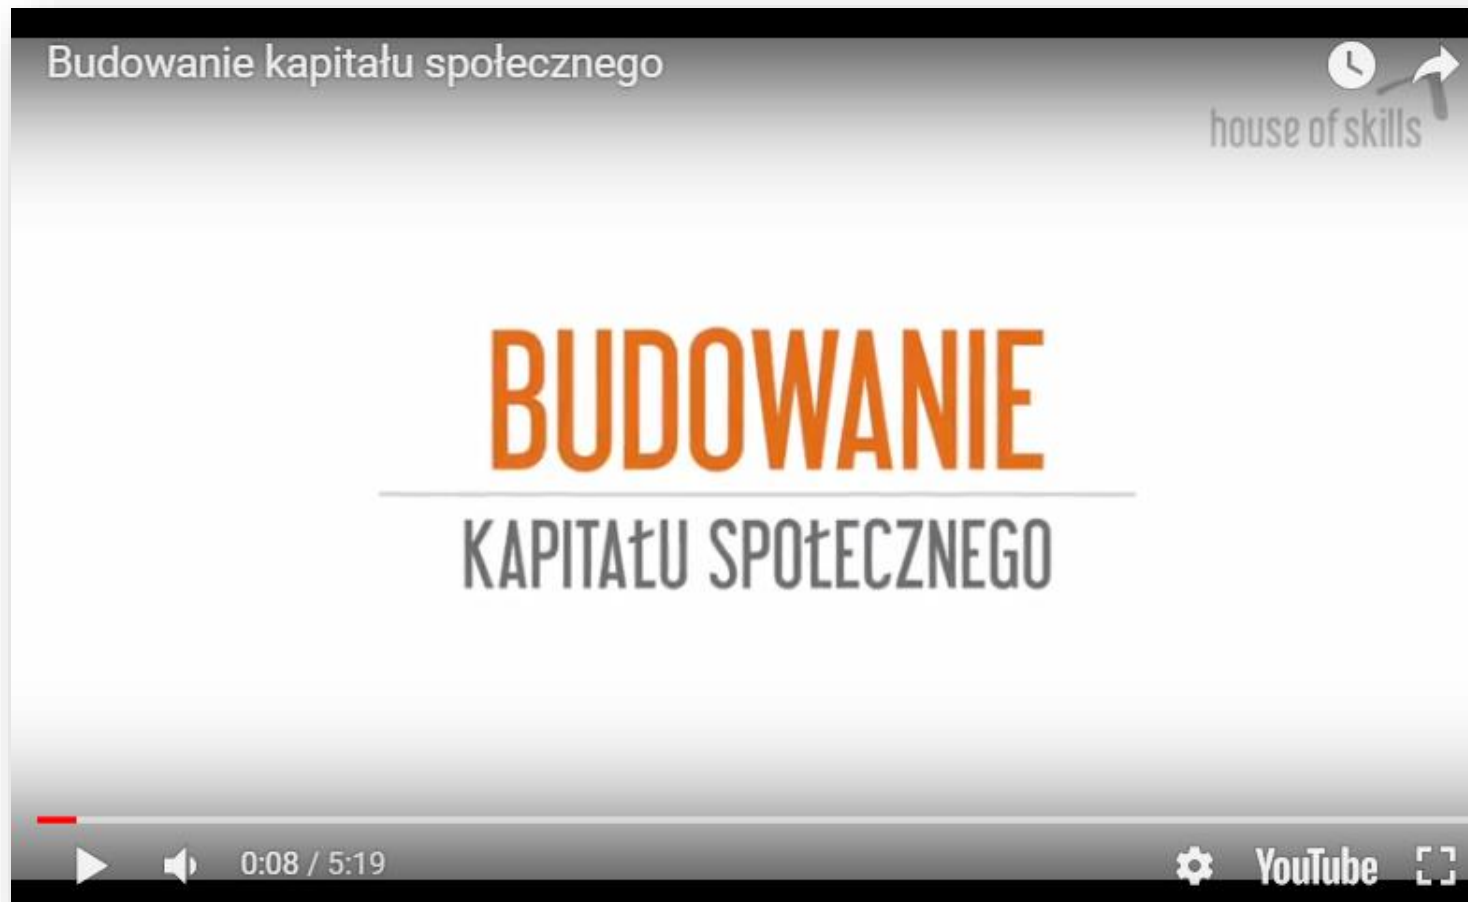 Budowanie kapitału społecznego
house of skills
BUDOWANIE
KAPITAŁU SPOŁECZNEGO
0:08 / 5:19
YouTube